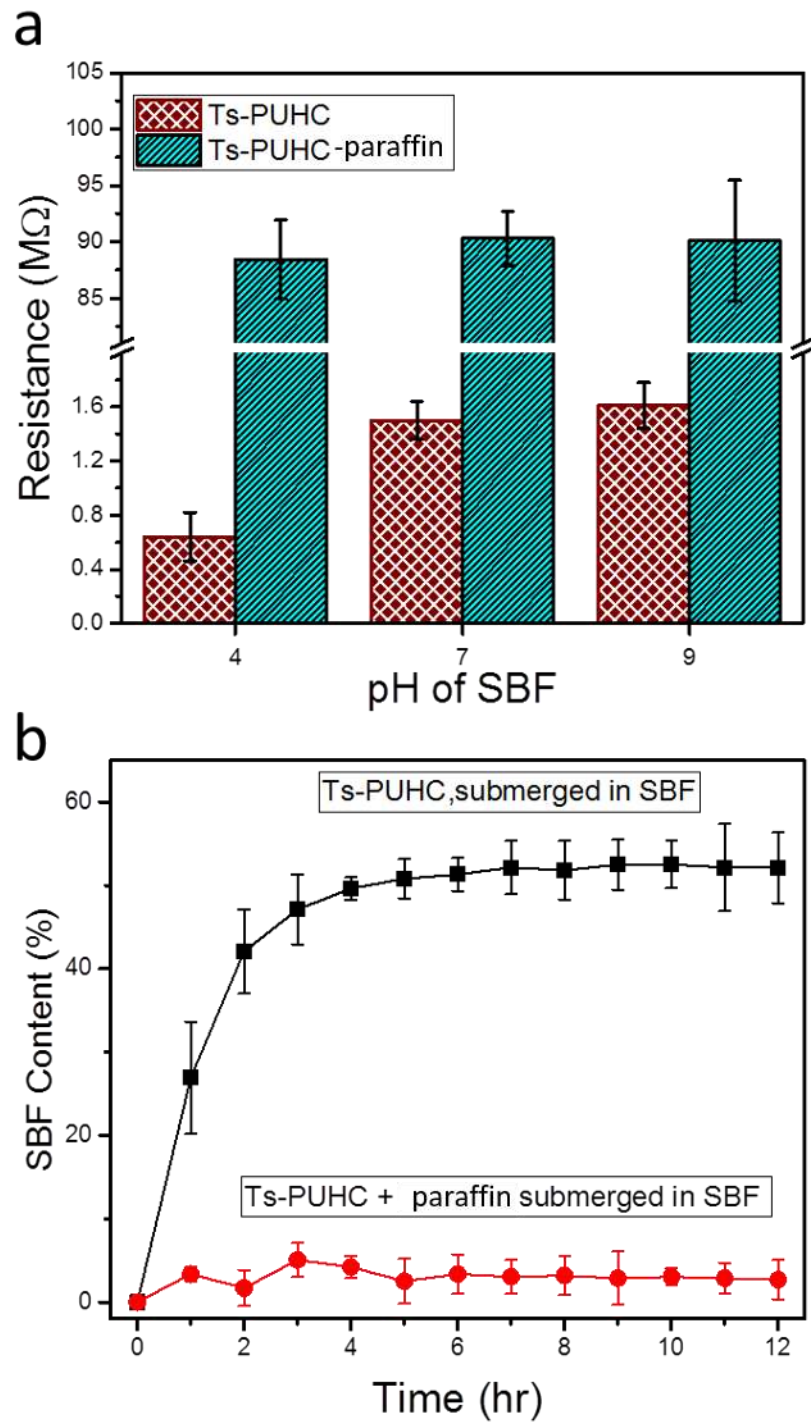 a
105
100
95
90
85
1.6
1.2
0.8
0.4
0.0
Resistance (MΩ)
Ts-PUHC
Ts-PUHC-paraffin
4 7 9
pH of SBF
b
60
40
20
0
SBF Content (%)
Ts-PUHC,submerged in SBF
Ts-PUHC + paraffin submerged in SBF
0 2 4 6 8 10 12
Time (hr)